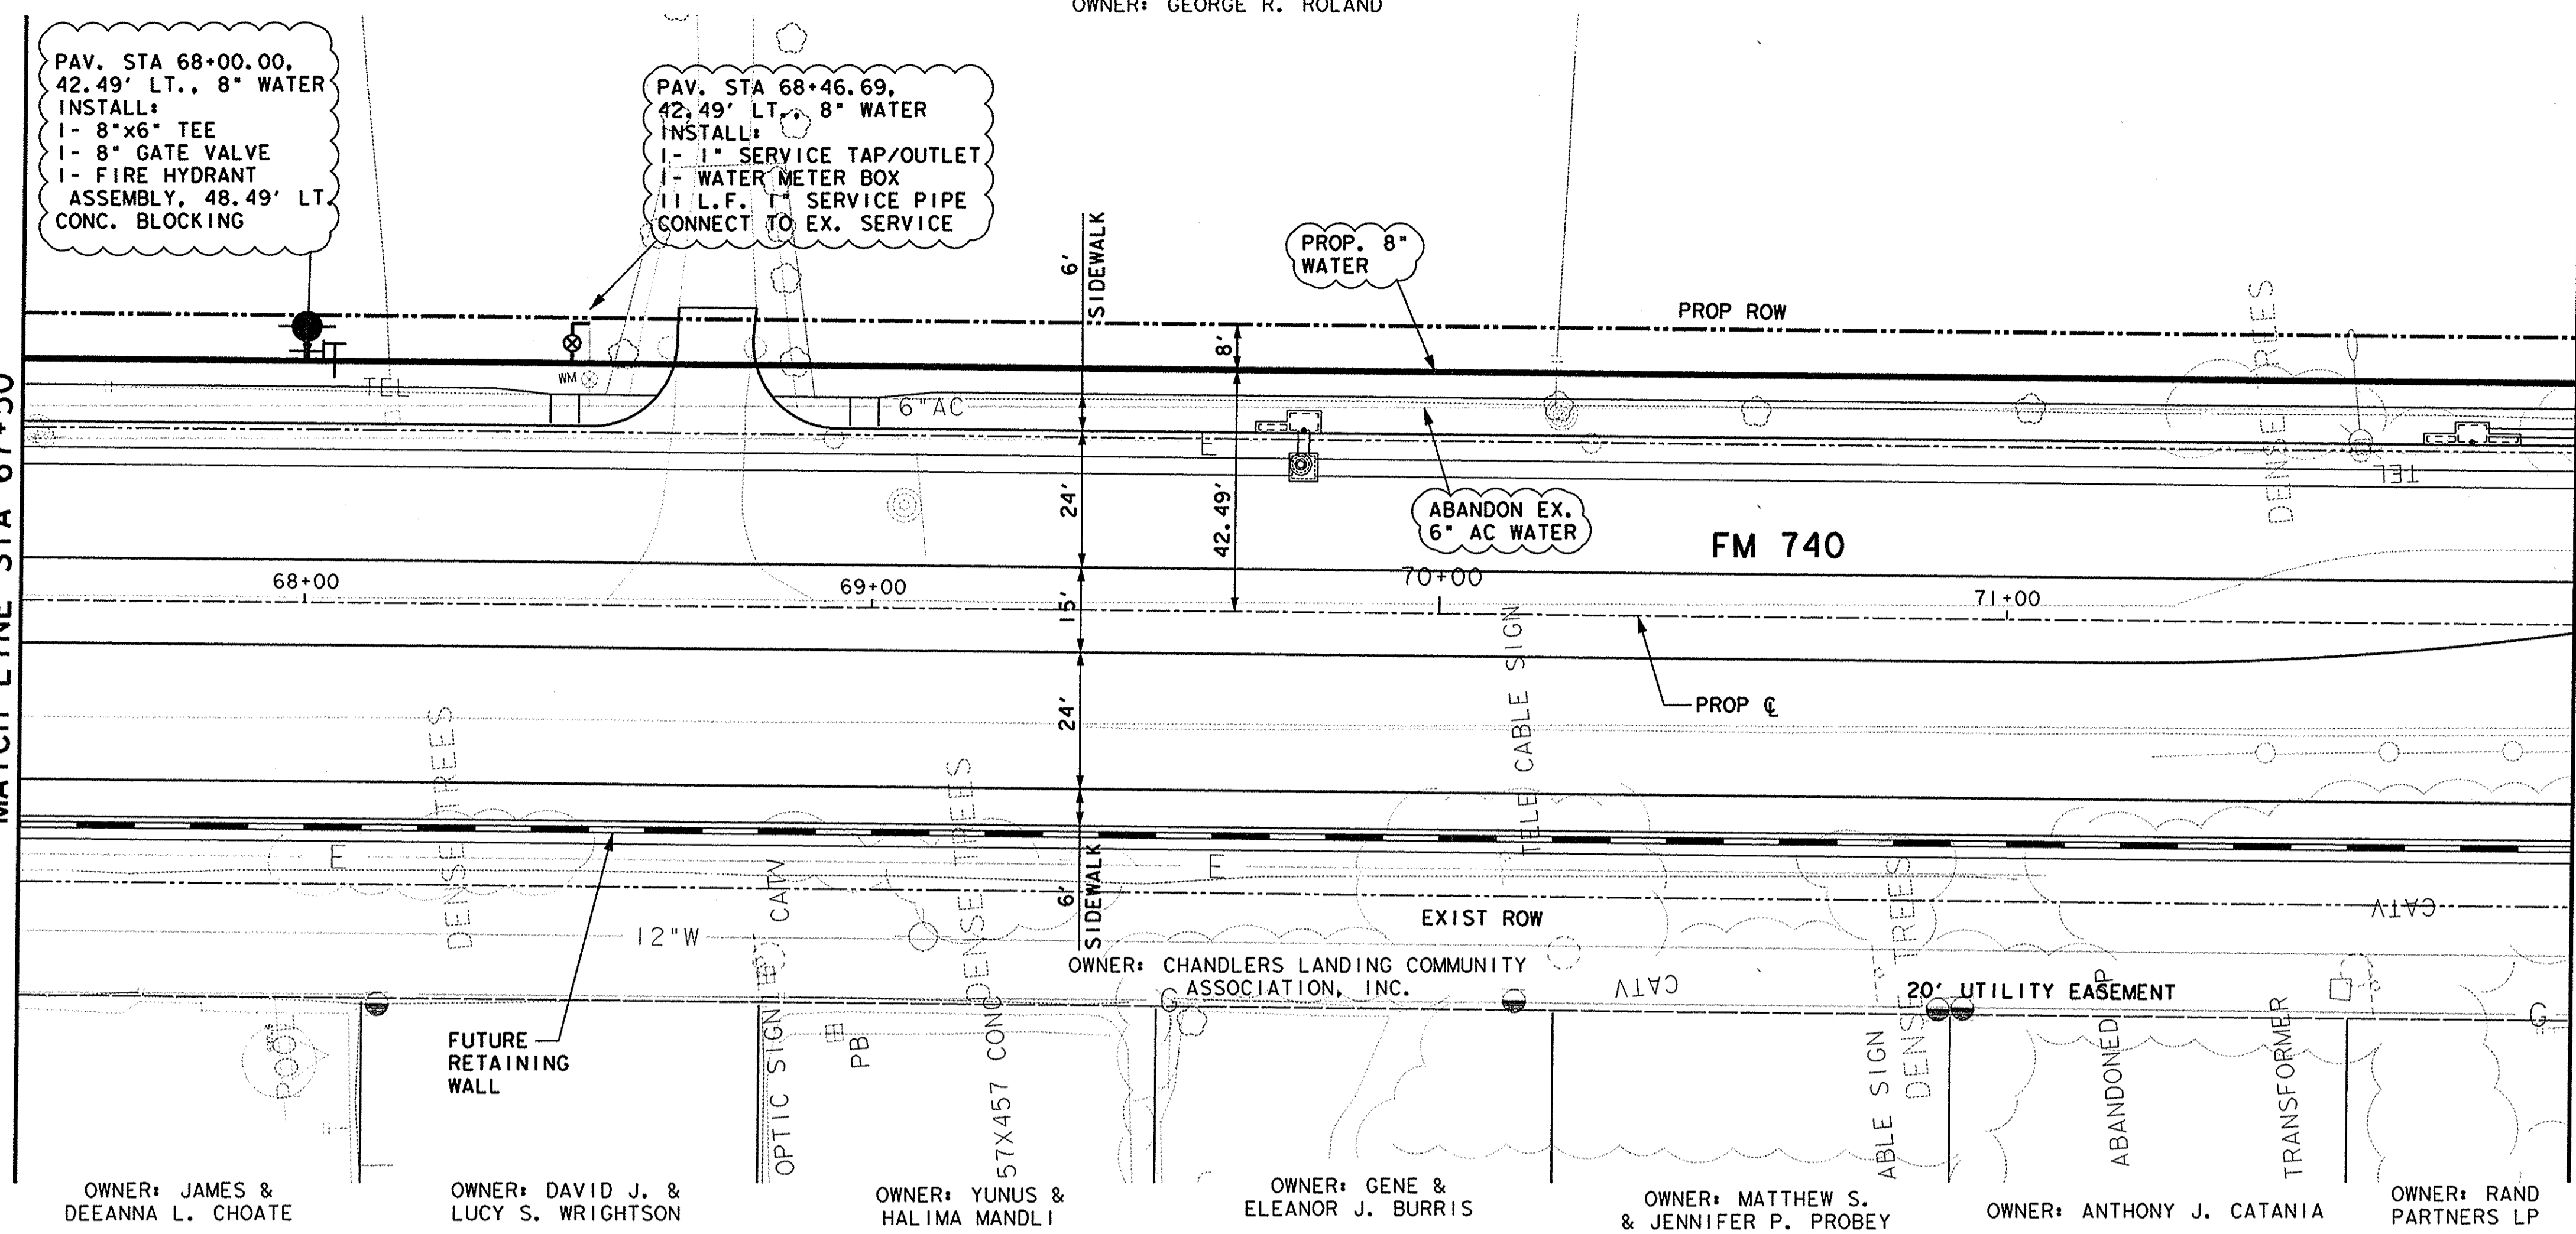 OWNER: GEORGE R. ROLAND
PAV. STA 68+00.00,
42.49' LT., 8" WATER
INSTALL:
1- 8"x6" TEE
1- 8" GATE VALVE
1- FIRE HYDRANT
ASSEMBLY, 48.49' LT.
CONC. BLOCKING
PAV. STA 68+46.69,
42.49' LT., 8" WATER
INSTALL:
1- 1" SERVICE TAP/OUTLET
1- WATER METER BOX
11 L.F. 1" SERVICE PIPE
CONNECT TO EX. SERVICE
6'
SIDEWALK
PROP. 8"
WATER
PROP ROW
8'
DENSE TREES
TEL
WM
6"AC
E
TEL
24'
42.49'
ABANDON EX.
6" AC WATER
FM 740
68+00
69+00
70+00
71+00
15'
PROP ℄
24'
TELE CABLE SIGN
DENSE TREES
DENSE TREES
E
CATV
E
6'
SIDEWALK
EXIST ROW
DENSE TREES
CATV
12"W
OWNER: CHANDLERS LANDING COMMUNITY
ASSOCIATION, INC.
CATV
G
20' UTILITY EASEMENT
G
FUTURE
RETAINING
WALL
POOL
OPTIC SIGN
PB
57X457 CONC
ABLE SIGN
ABANDONED
TRANSFORMER
OWNER: JAMES &
DEEANNA L. CHOATE
OWNER: DAVID J. &
LUCY S. WRIGHTSON
OWNER: YUNUS &
HALIMA MANDLI
OWNER: GENE &
ELEANOR J. BURRIS
OWNER: MATTHEW S.
& JENNIFER P. PROBEY
OWNER: ANTHONY J. CATANIA
OWNER: RAND
PARTNERS LP
MATCH LINE STA 67+50